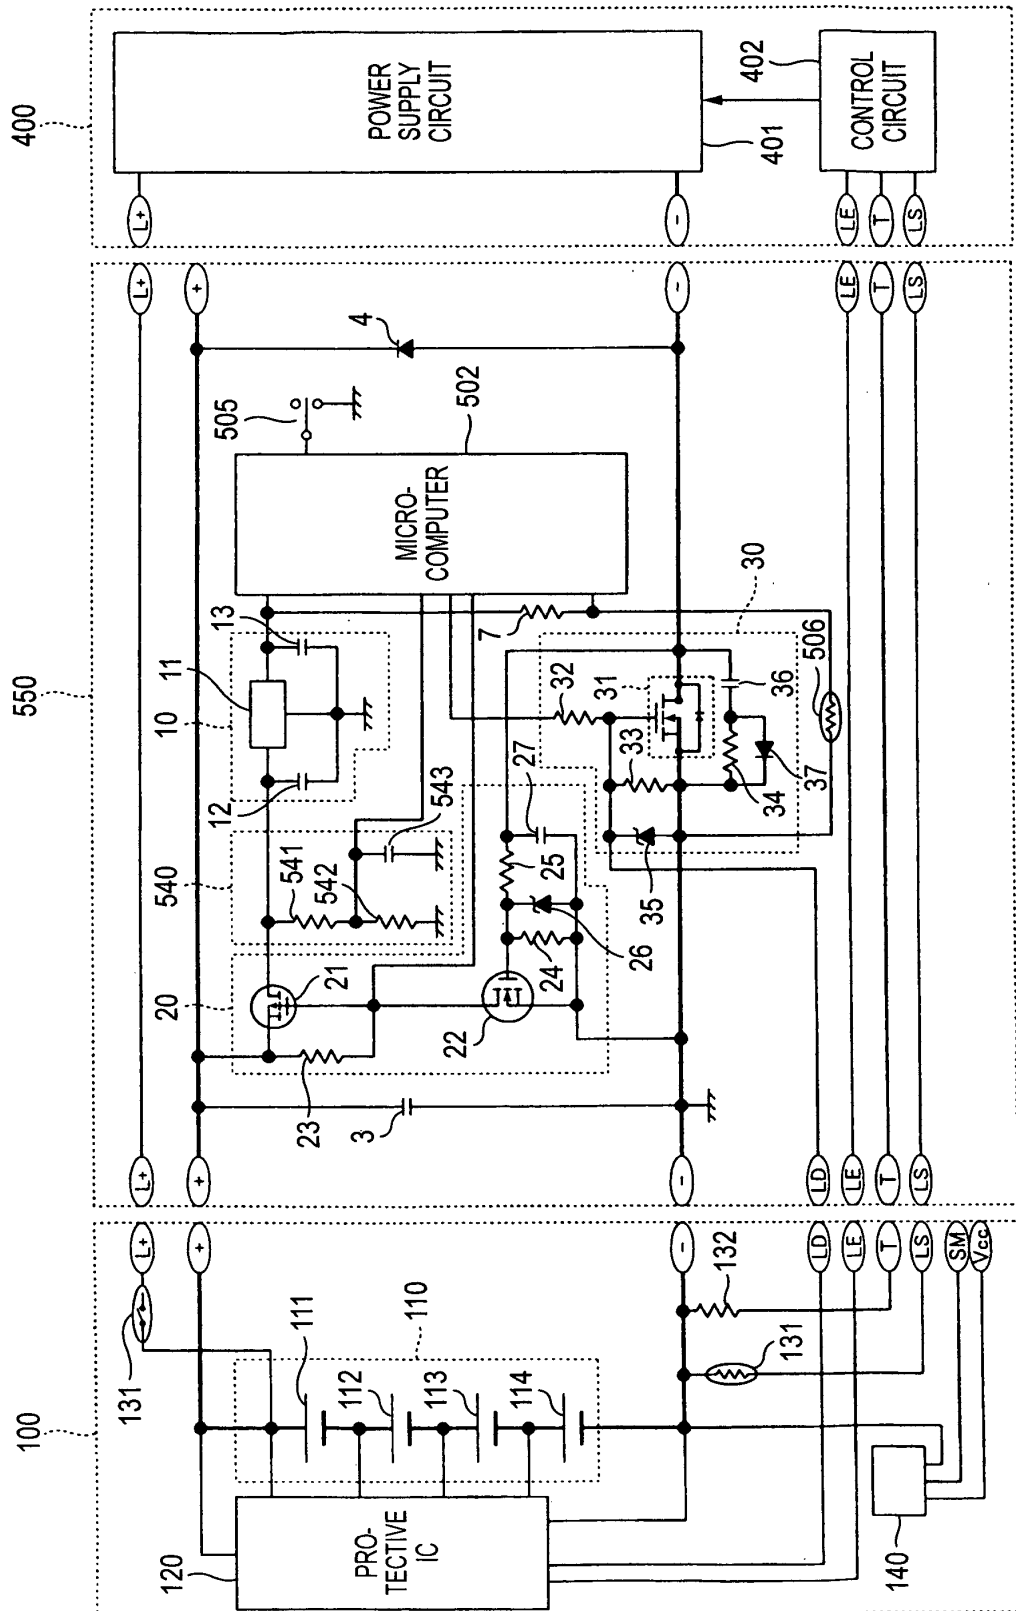 400
550
100
POWER
SUPPLY
CIRCUIT
401
402
CONTROL
CIRCUIT
L+
-
LE
T
LS
L+
+
-
LE
T
LS
4
505
502
MICRO-
COMPUTER
13
11
10
12
7
30
32
31
33
36
34
37
35
506
540
541
542
543
20
21
22
23
24
25
26
27
3
L+
+
-
LD
LE
T
LS
L+
+
-
LD
LE
T
LS
SM
Vcc
131
111
110
112
113
114
132
131
120
PRO-
TECTIVE
IC
140